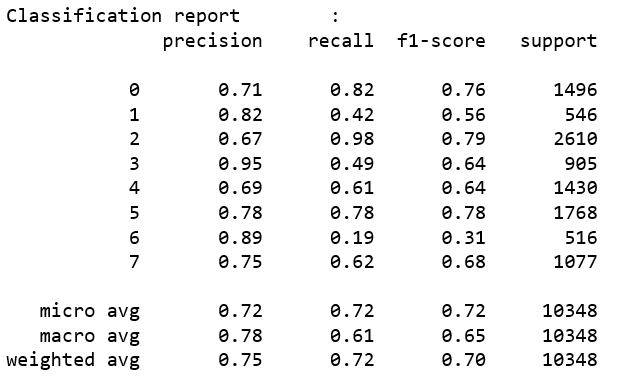 Classification report       :
              precision    recall  f1-score   support

           0       0.71      0.82      0.76      1496
           1       0.82      0.42      0.56       546
           2       0.67      0.98      0.79      2610
           3       0.95      0.49      0.64       905
           4       0.69      0.61      0.64      1430
           5       0.78      0.78      0.78      1768
           6       0.89      0.19      0.31       516
           7       0.75      0.62      0.68      1077

   micro avg       0.72      0.72      0.72     10348
   macro avg       0.78      0.61      0.65     10348
weighted avg       0.75      0.72      0.70     10348